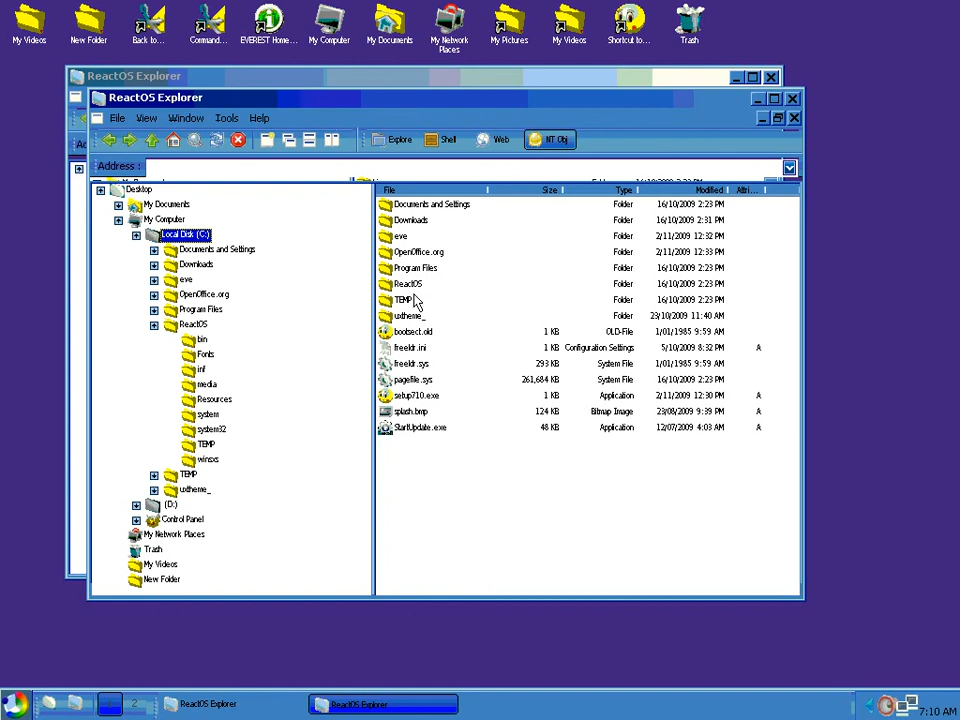 My Videos
New Folder
Back to...
Command...
EVEREST Home...
My Computer
My Documents
My Network Places
My Pictures
My Videos
Shortcut to...
Trash
ReactOS Explorer
ReactOS Explorer
File View Window Tools Help
Explore Shell Web NT Obj
Address :
Desktop
My Documents
My Computer
Local Disk (C:)
Documents and Settings
Downloads
eve
OpenOffice.org
Program Files
ReactOS
bin
Fonts
inf
media
Resources
system
system32
TEMP
winsxs
TEMP
uxtheme_
(D:)
Control Panel
My Network Places
Trash
My Videos
New Folder
File Size Type Modified Attri...
Documents and Settings Folder 16/10/2009 2:23 PM
Downloads Folder 16/10/2009 2:31 PM
eve Folder 2/11/2009 12:32 PM
OpenOffice.org Folder 2/11/2009 12:33 PM
Program Files Folder 16/10/2009 2:23 PM
ReactOS Folder 16/10/2009 2:23 PM
TEMP Folder 16/10/2009 2:23 PM
uxtheme_ Folder 23/10/2009 11:40 AM
bootsect.old 1 KB OLD-File 1/01/1985 9:59 AM
freeldr.ini 1 KB Configuration Settings 5/10/2009 8:32 PM A
freeldr.sys 293 KB System File 1/01/1985 9:59 AM
pagefile.sys 261,684 KB System File 16/10/2009 2:23 PM
setup710.exe 1 KB Application 2/11/2009 12:30 PM A
splash.bmp 124 KB Bitmap Image 23/08/2009 9:39 PM A
StartUpdate.exe 48 KB Application 12/07/2009 4:03 AM A
2 ReactOS Explorer ReactOS Explorer 7:10 AM